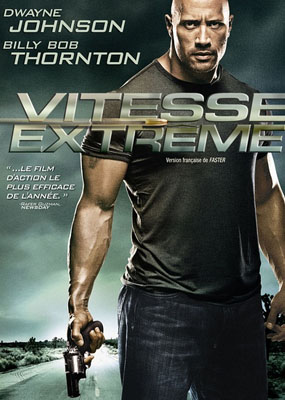 DWAYNE
JOHNSON
BILLY BOB
THORNTON
VITESSE
EXTRÊME
Version française de FASTER
“...LE FILM
D'ACTION LE
PLUS EFFICACE
DE L'ANNÉE.”
NEWSDAY